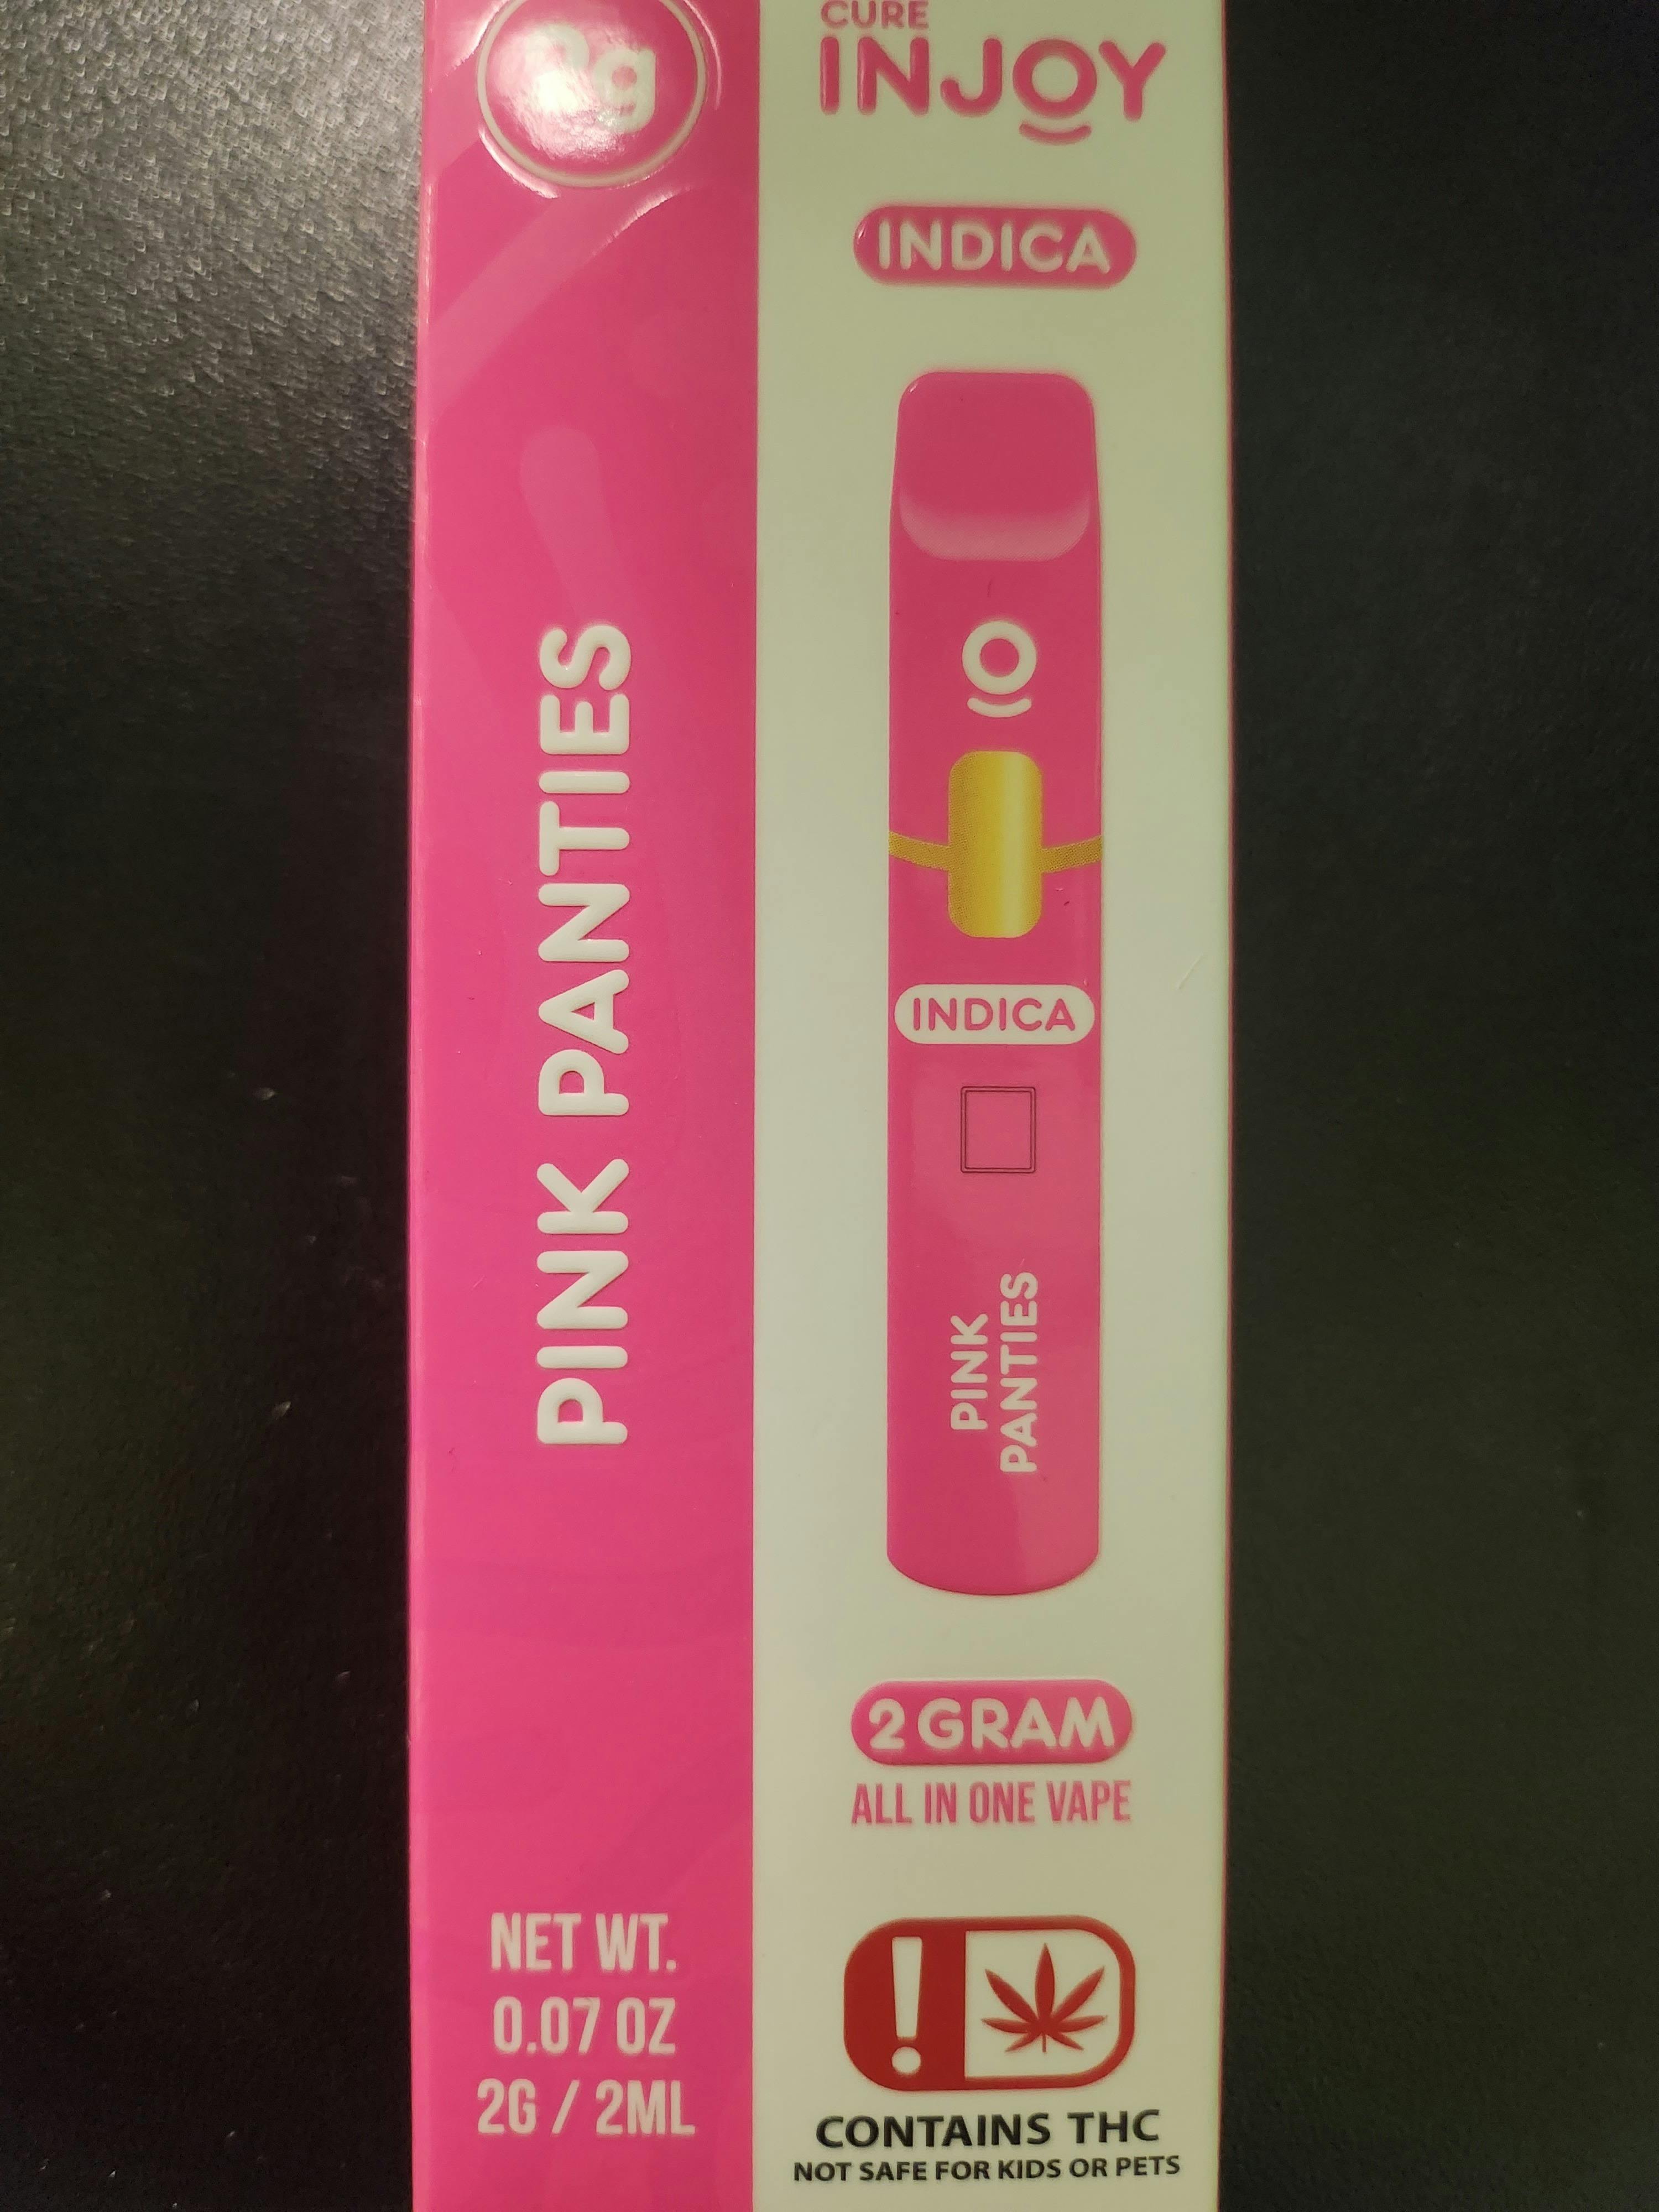 2g
PINK PANTIES
NET WT.
0.07 OZ
2G / 2ML
CURE
INJOY
INDICA
INDICA
PINK
PANTIES
2 GRAM
ALL IN ONE VAPE
!
CONTAINS THC
NOT SAFE FOR KIDS OR PETS